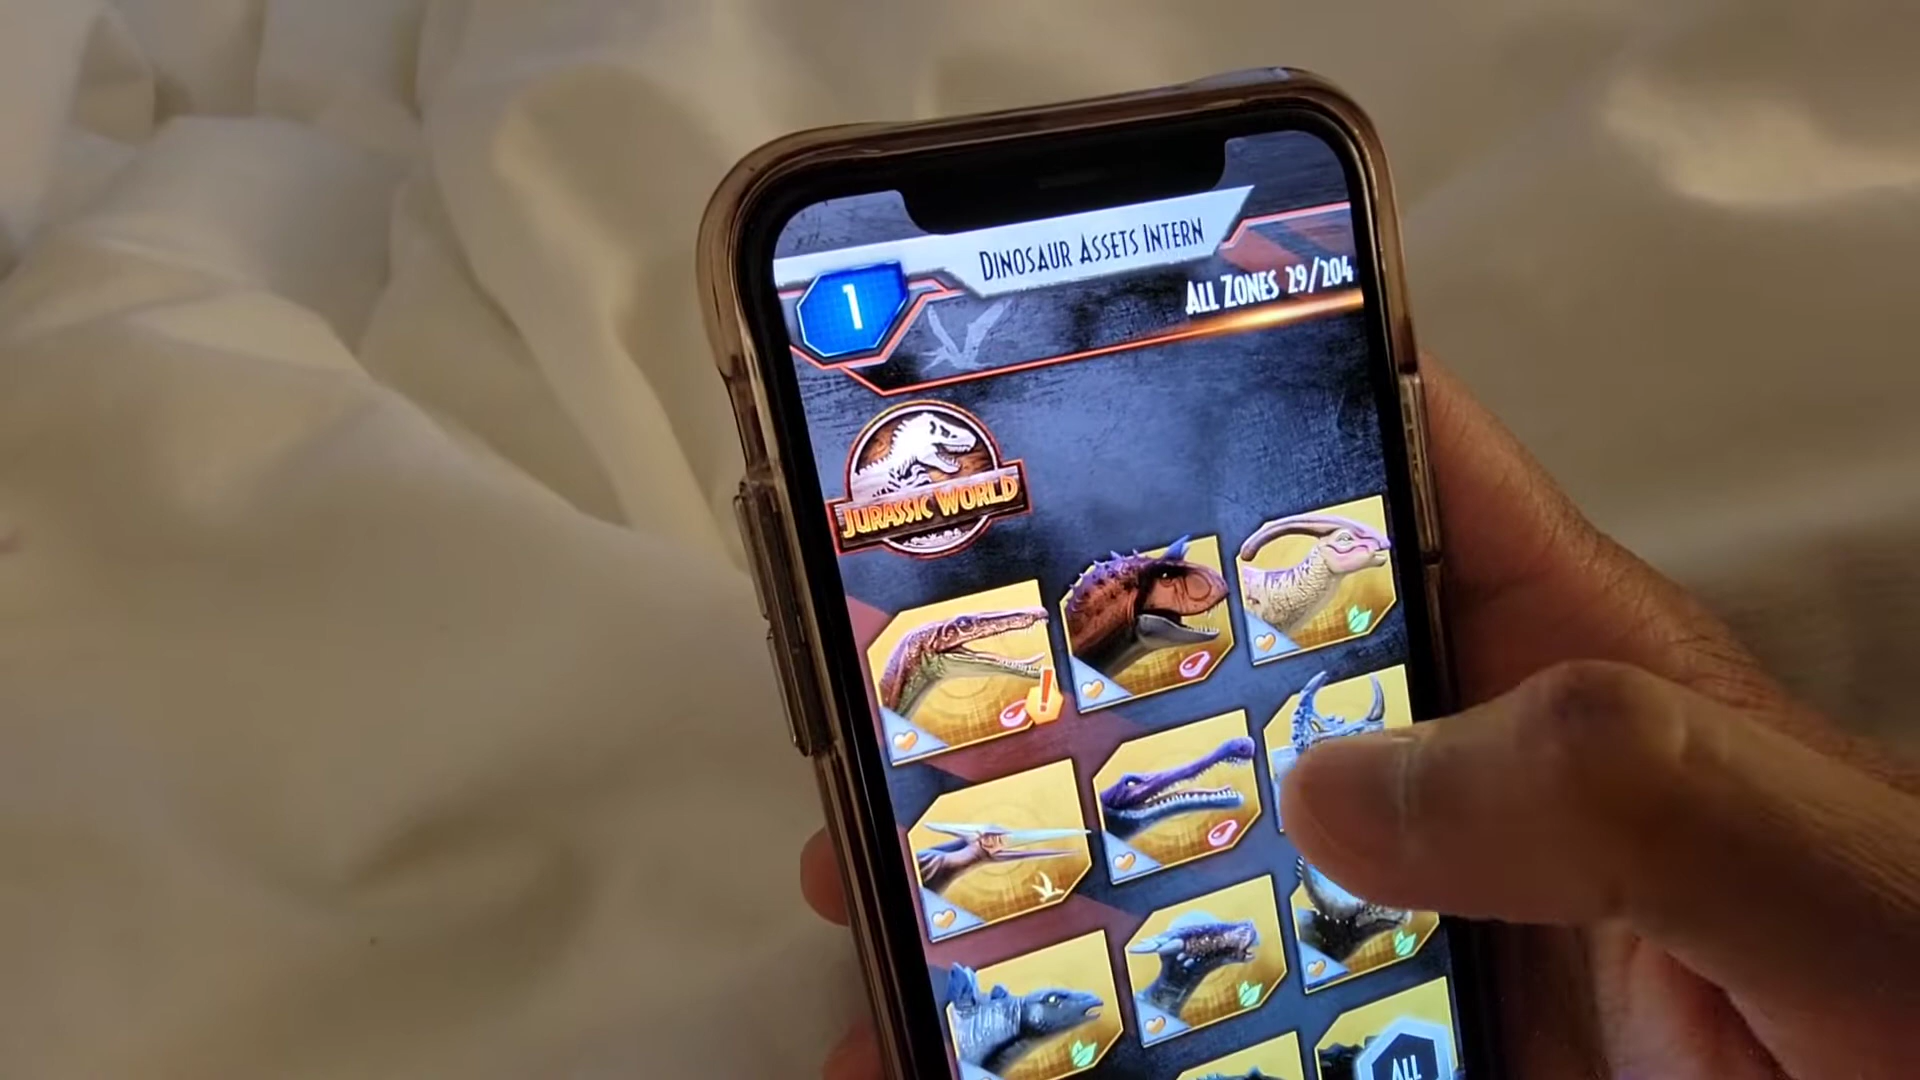 DINOSAUR ASSETS INTERN
1
ALL ZONES 29/204
JURASSIC WORLD
!
ALL